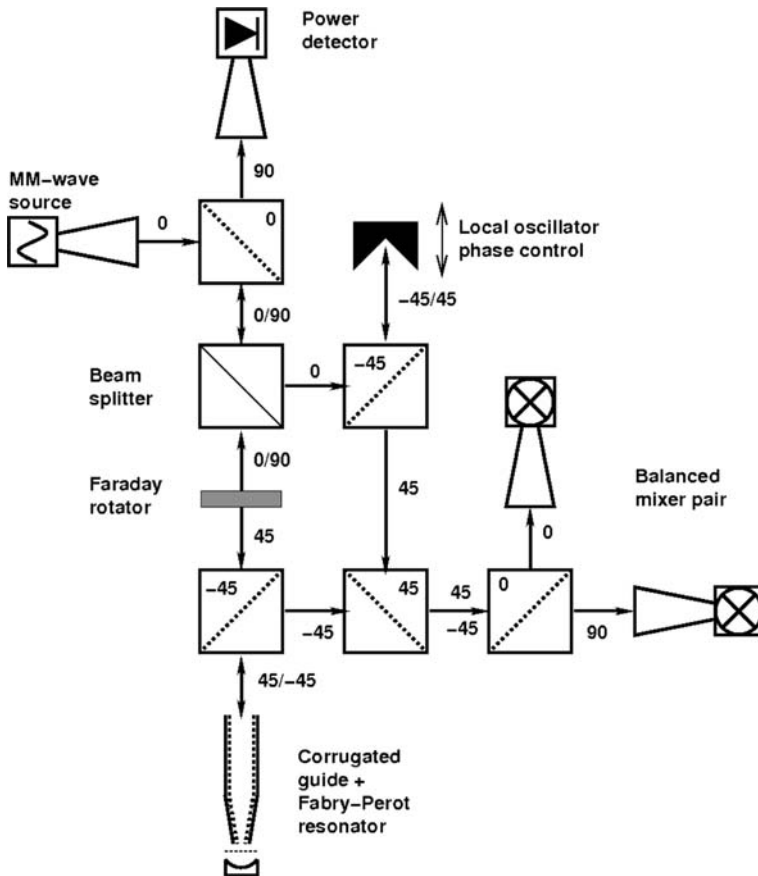 Power
detector
90
MM-wave
source
0
0
Local oscillator
phase control
-45/45
0/90
Beam
splitter
0
-45
0/90
Faraday
rotator
45
45
Balanced
mixer pair
0
-45
-45
45
45
-45
0
90
45/-45
Corrugated
guide +
Fabry-Perot
resonator